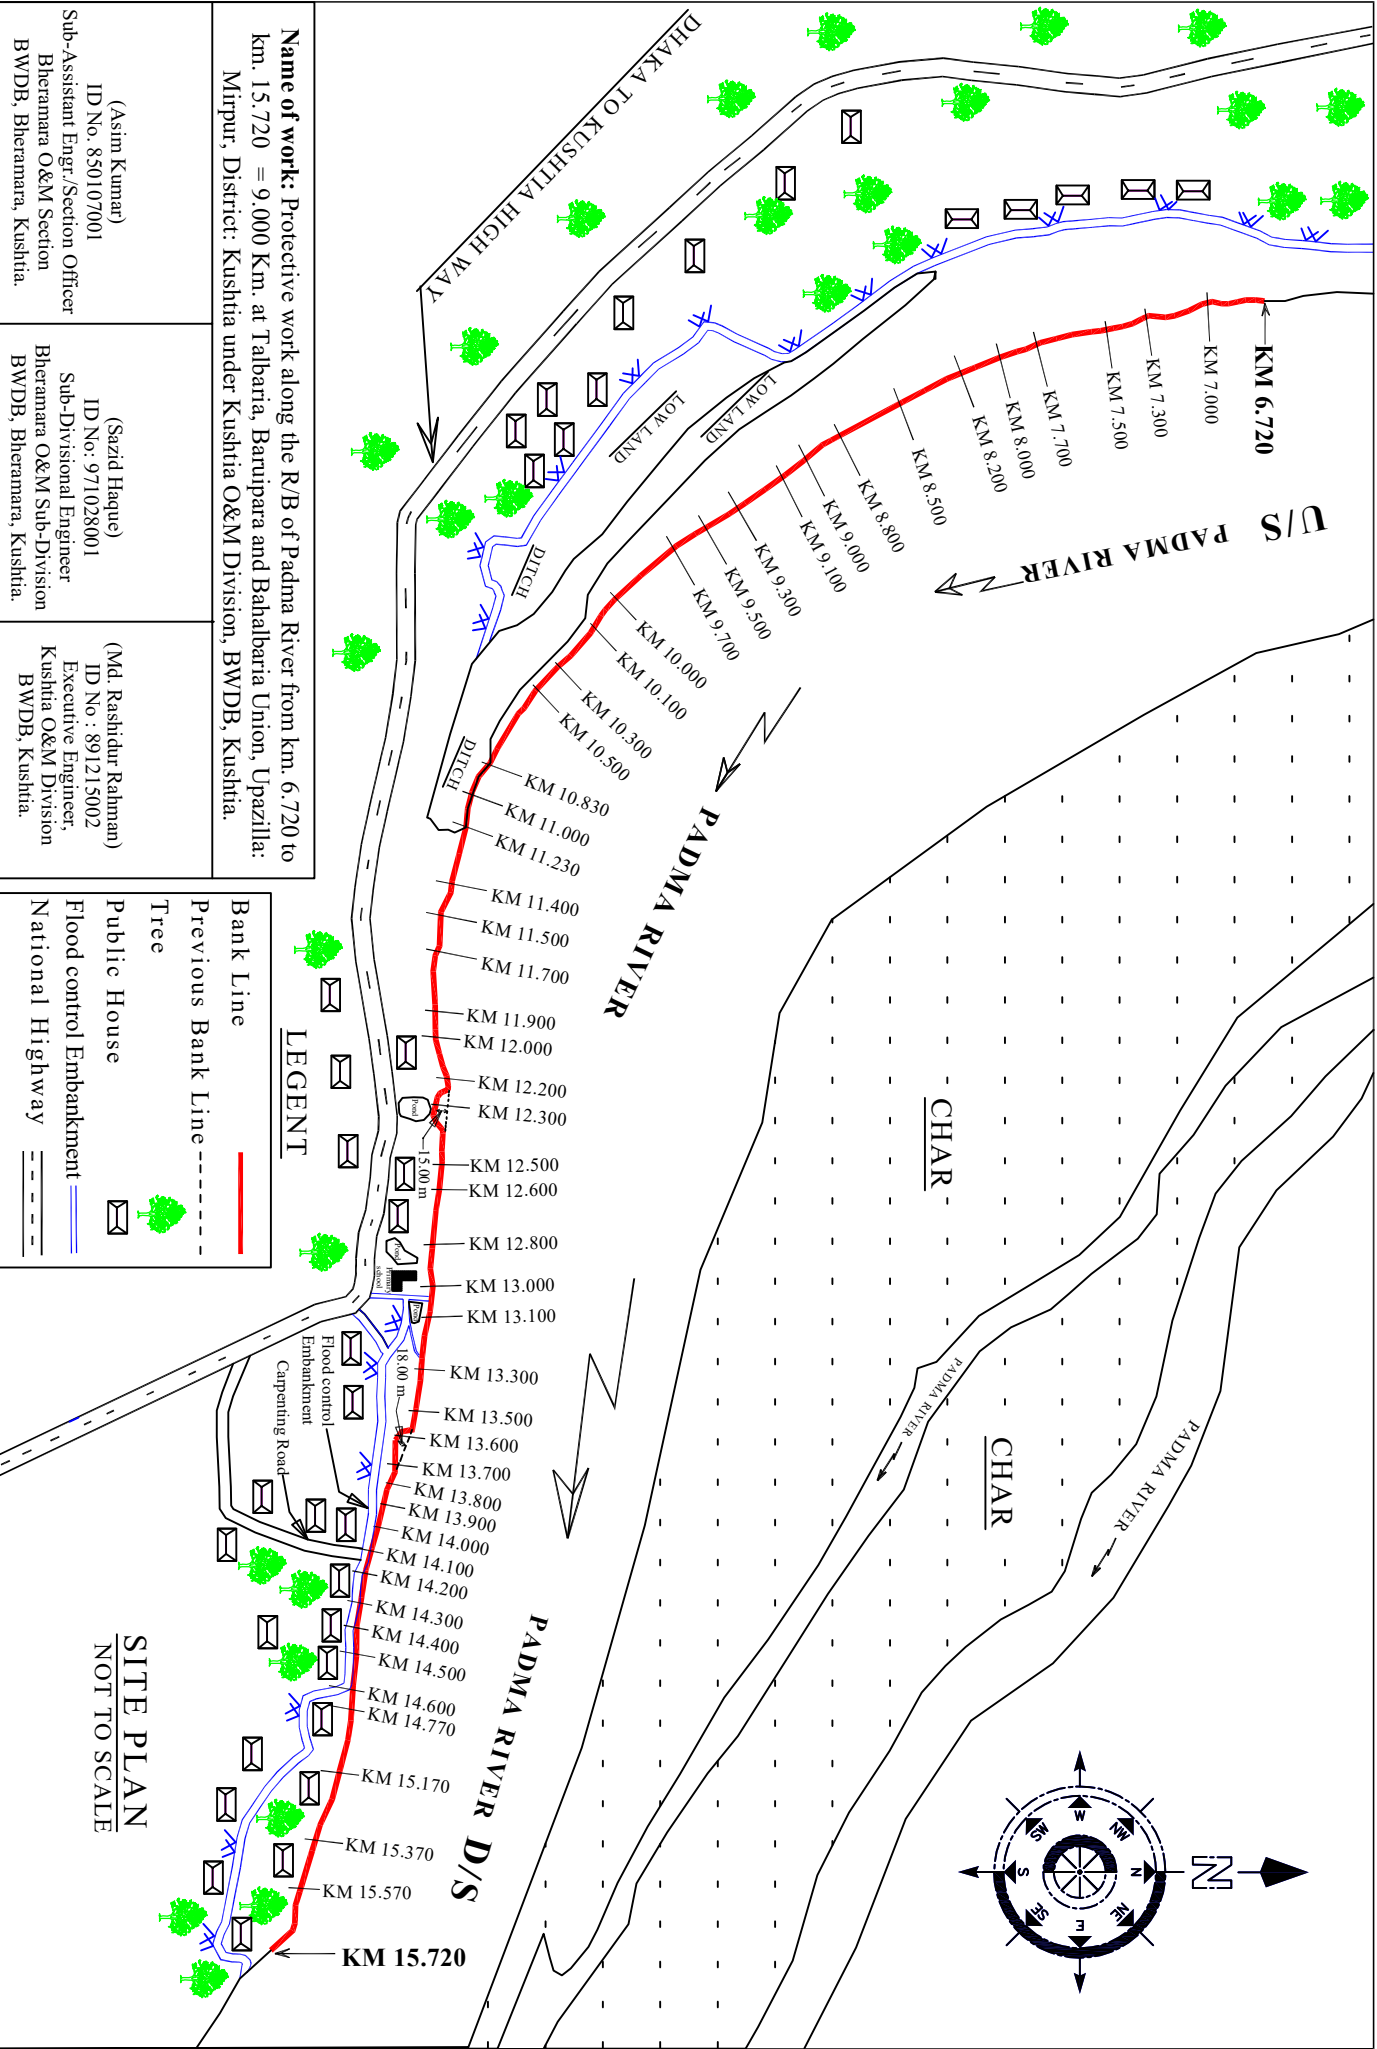 Name of work: Protective work along the R/B of Padma River from km. 6.720 to
km. 15.720 = 9.000 Km. at Talbaria, Baruipara and Bahalbaria Union, Upazilla:
Mirpur, District: Kushtia under Kushtia O&M Division, BWDB, Kushtia.
(Asim Kumar)
ID No. 850107001
Sub-Assistant Engr./Section Officer
Bheramara O&M Section
BWDB, Bheramara, Kushtia.
(Sazid Haque)
ID No: 971028001
Sub-Divisional Engineer
Bheramara O&M Sub-Division
BWDB, Bheramara, Kushtia.
(Md. Rashidur Rahman)
ID No : 891215002
Executive Engineer,
Kushtia O&M Division
BWDB, Kushtia.
LEGENT
Bank Line
Previous Bank Line
Tree
Public House
Flood control Embankment
National Highway
SITE PLAN
NOT TO SCALE
DHAKA TO KUSHTIA HIGH WAY
U/S PADMA RIVER
PADMA RIVER
PADMA RIVER D/S
PADMA RIVER
PADMA RIVER
CHAR
CHAR
LOW LAND
LOW LAND
DITCH
DITCH
KM 6.720
KM 7.000
KM 7.300
KM 7.500
KM 7.700
KM 8.000
KM 8.200
KM 8.500
KM 8.800
KM 9.000
KM 9.100
KM 9.300
KM 9.500
KM 9.700
KM 10.000
KM 10.100
KM 10.300
KM 10.500
KM 10.830
KM 11.000
KM 11.230
KM 11.400
KM 11.500
KM 11.700
KM 11.900
KM 12.000
KM 12.200
KM 12.300
KM 12.500
KM 12.600
KM 12.800
KM 13.000
KM 13.100
KM 13.300
KM 13.500
KM 13.600
KM 13.700
KM 13.800
KM 13.900
KM 14.000
KM 14.100
KM 14.200
KM 14.300
KM 14.400
KM 14.500
KM 14.600
KM 14.770
KM 15.170
KM 15.370
KM 15.570
KM 15.720
Pond
15.00 m
Pond
Primary
school
Pond
18.00 m
Flood control
Embankment
Carpenting Road
N
N
NE
E
SE
S
SW
W
NW